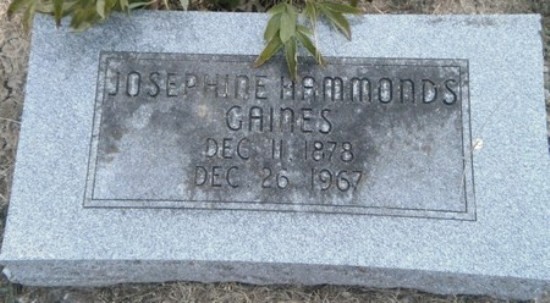 JOSEPHINE HAMMONDS
GAINES
DEC 11 1878
DEC 26 1967